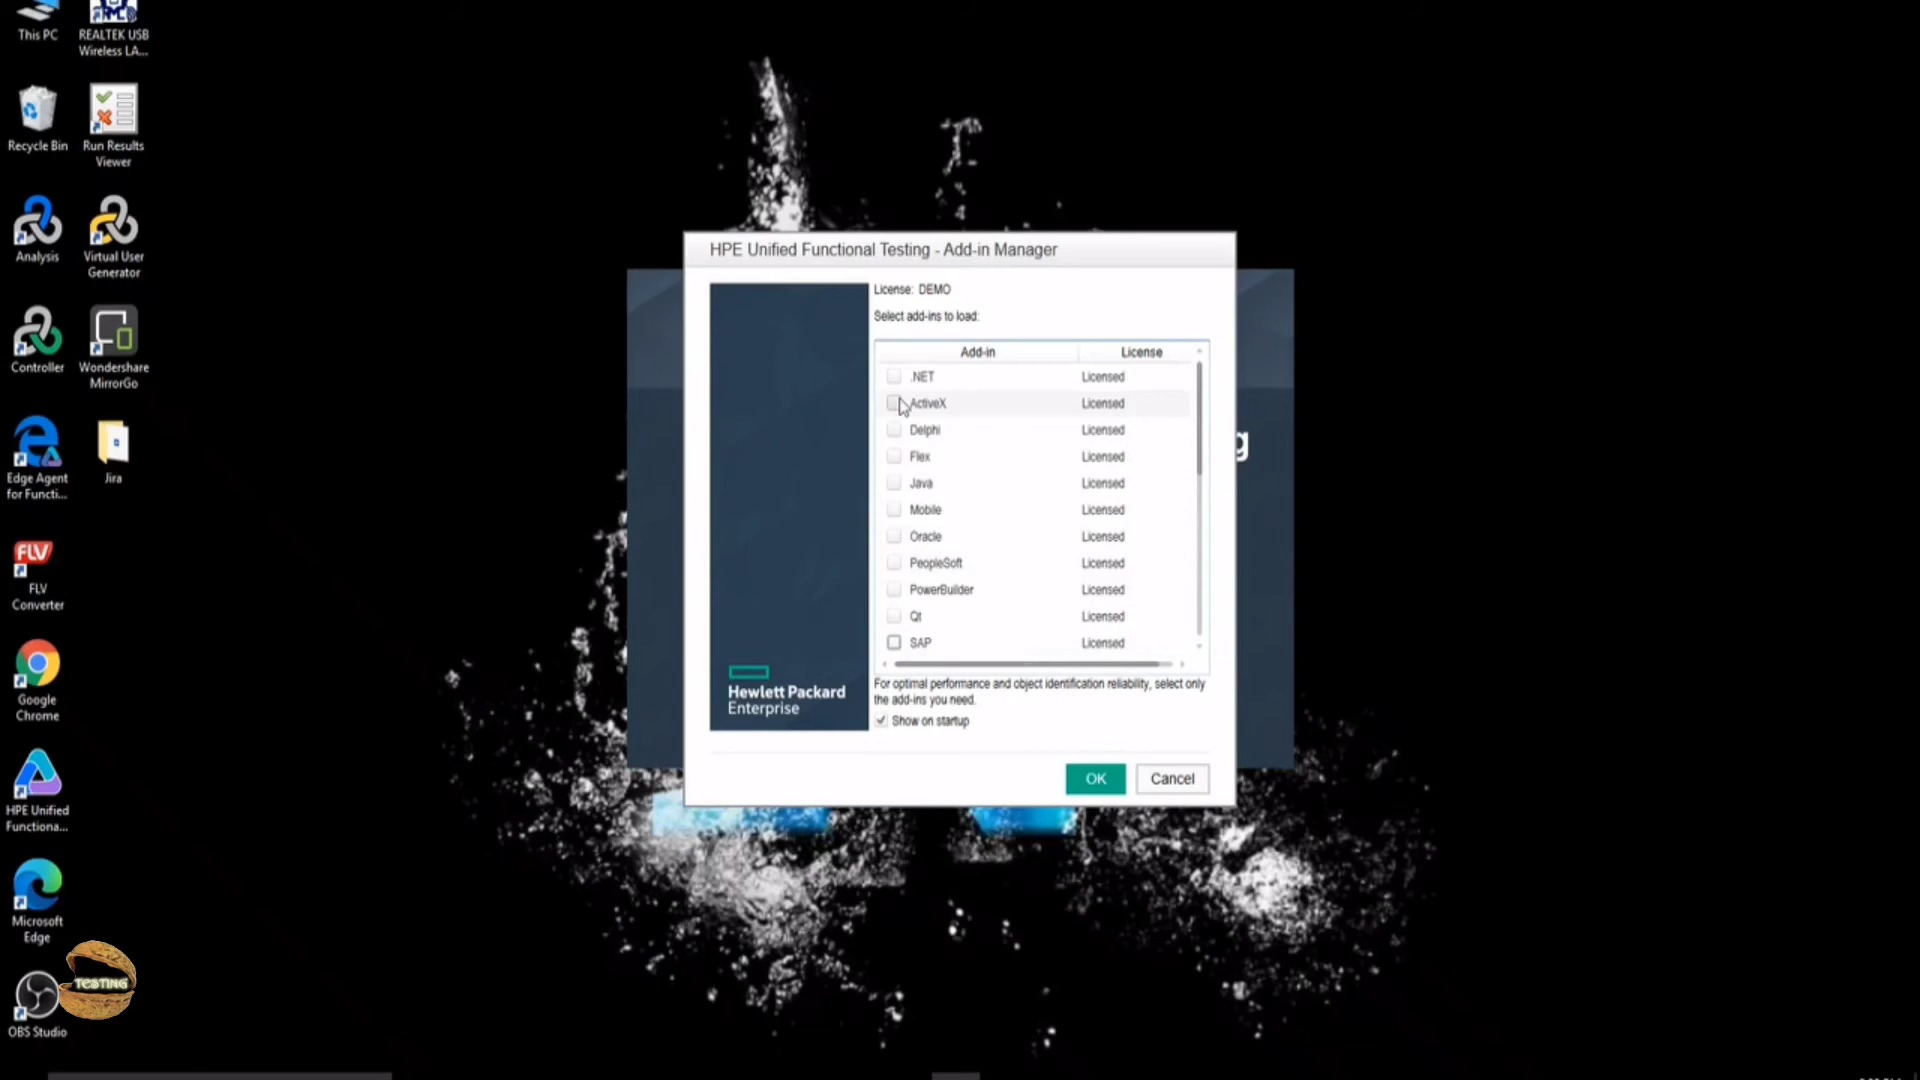 This PC
REALTEK USB
Wireless LA...
Recycle Bin
Run Results
Viewer
Analysis
Virtual User
Generator
Controller
Wondershare
MirrorGo
Edge Agent
for Functi...
Jira
FLV
FLV
Converter
Google
Chrome
HPE Unified
Functiona...
Microsoft
Edge
TESTING
OBS Studio
HPE Unified Functional Testing - Add-in Manager
License: DEMO
Select add-ins to load:
Add-in License
.NET Licensed
ActiveX Licensed
Delphi Licensed
Flex Licensed
Java Licensed
Mobile Licensed
Oracle Licensed
PeopleSoft Licensed
PowerBuilder Licensed
Qt Licensed
SAP Licensed
Hewlett Packard
Enterprise
For optimal performance and object identification reliability, select only
the add-ins you need.
Show on startup
OK Cancel
g